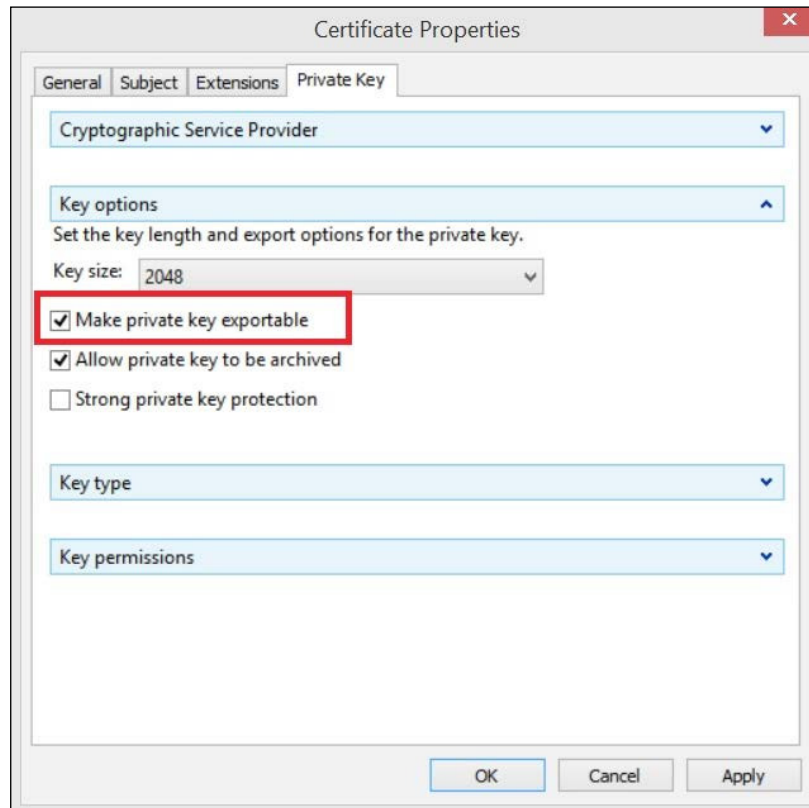 Certificate Properties
General Subject Extensions Private Key
Cryptographic Service Provider
Key options
Set the key length and export options for the private key.
Key size: 2048
Make private key exportable
Allow private key to be archived
Strong private key protection
Key type
Key permissions
OK Cancel Apply